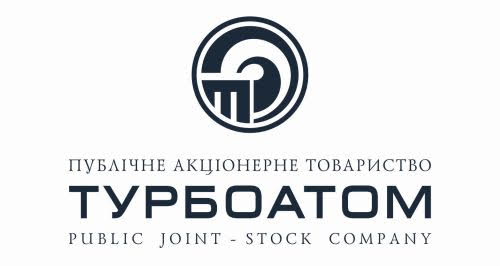 ПУБЛІЧНЕ АКЦІОНЕРНЕ ТОВАРИСТВО
ТУРБОАТОМ
PUBLIC JOINT - STOCK COMPANY